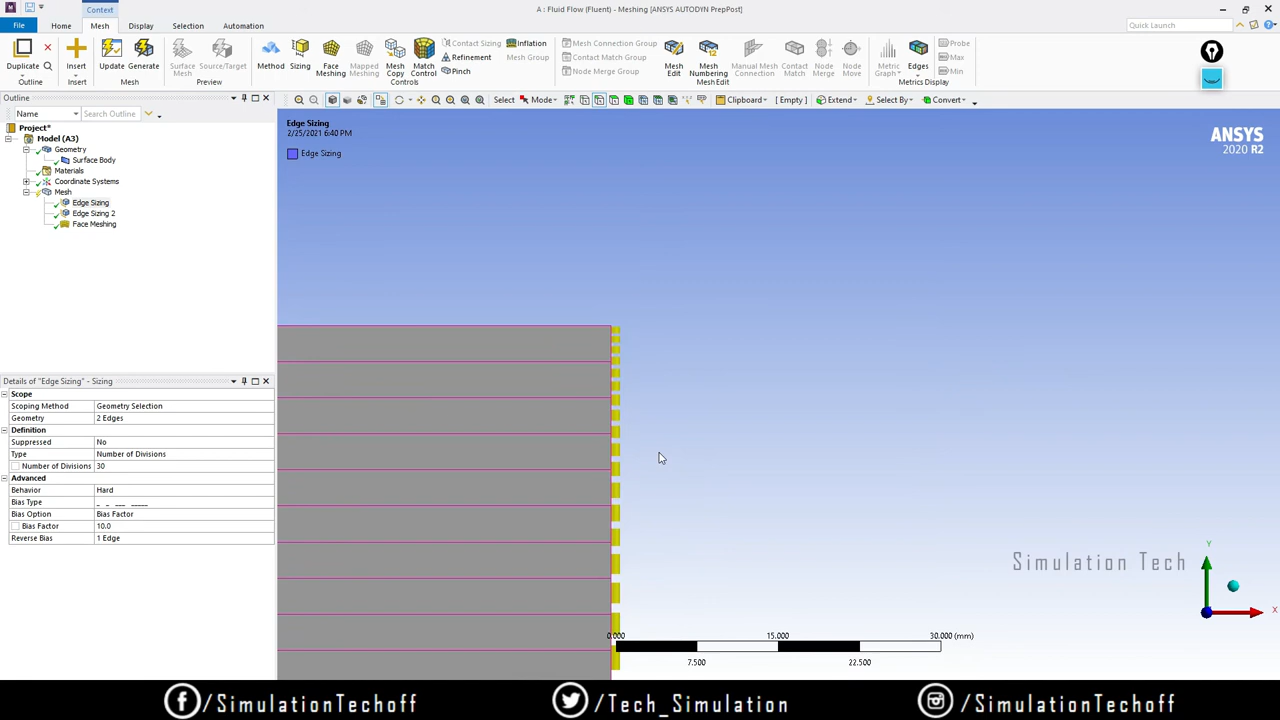 Context
A : Fluid Flow (Fluent) - Meshing [ANSYS AUTODYN PrepPost]
File Home Mesh Display Selection Automation
Quick Launch
Duplicate
Outline
Insert
Insert
Update Generate
Mesh
Surface Mesh Source/Target
Preview
Method Sizing Face Meshing Mapped Meshing Mesh Copy Match Control
Contact Sizing
Refinement
Pinch
Controls
Inflation
Mesh Group
Mesh Connection Group
Contact Match Group
Node Merge Group
Mesh Edit Mesh Numbering Manual Mesh Connection Contact Match Node Merge Node Move
Mesh Edit
Metric Graph Edges
Probe
Max
Min
Metrics Display
Outline
Select Mode Clipboard [ Empty ] Extend Select By Convert
Name Search Outline
Project*
Model (A3)
Geometry
Surface Body
Materials
Coordinate Systems
Mesh
Edge Sizing
Edge Sizing 2
Face Meshing
Details of "Edge Sizing" - Sizing
Scope
Scoping Method Geometry Selection
Geometry 2 Edges
Definition
Suppressed No
Type Number of Divisions
Number of Divisions 30
Advanced
Behavior Hard
Bias Type _ _ ___ _____
Bias Option Bias Factor
Bias Factor 10.0
Reverse Bias 1 Edge
Edge Sizing
2/25/2021 6:40 PM
Edge Sizing
ANSYS
2020 R2
Simulation Tech
Y
X
0.000 15.000 30.000 (mm)
7.500 22.500
/SimulationTechoff /Tech_Simulation /SimulationTechoff